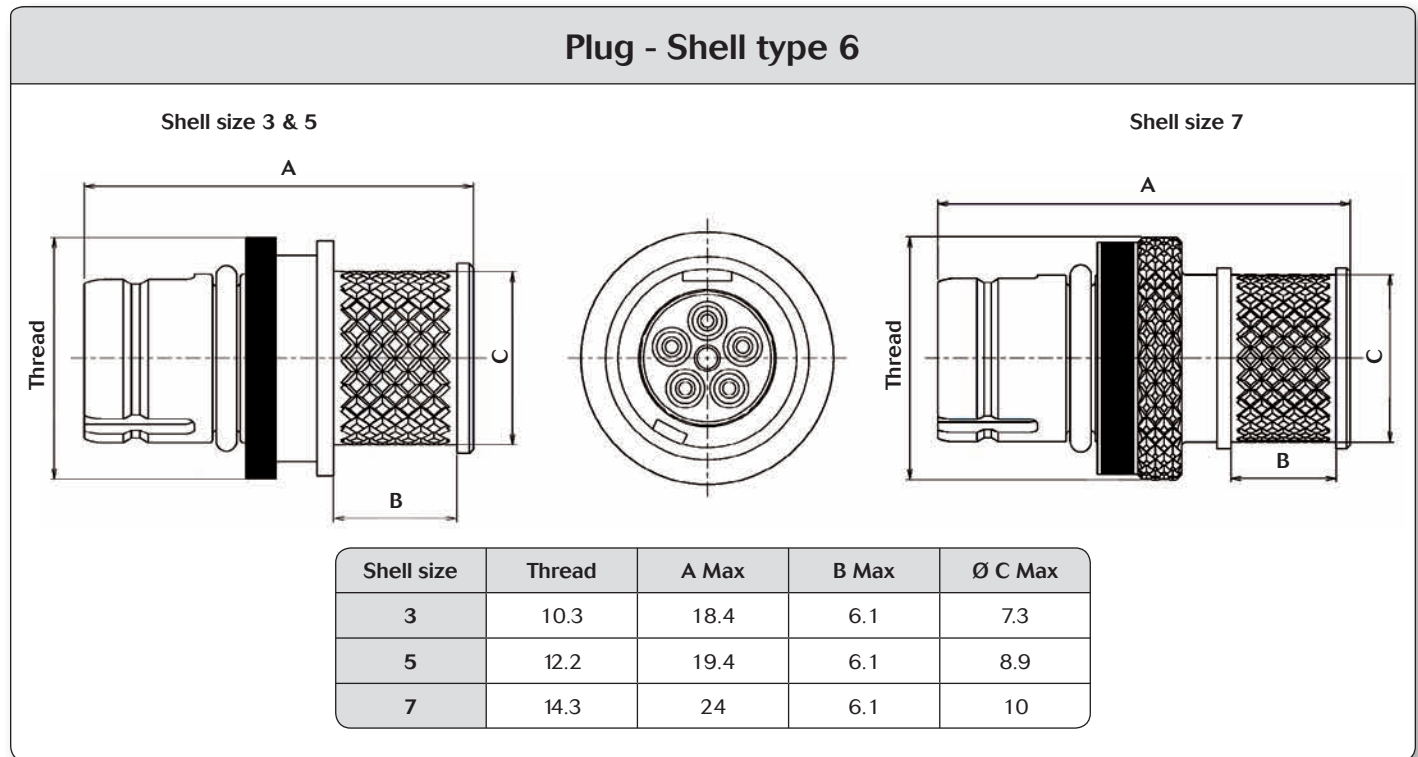 Plug - Shell type 6
Shell size 3 & 5
Shell size 7
A
A
Thread
C
Thread
C
B
B
Shell size Thread A Max B Max Ø C Max
3 10.3 18.4 6.1 7.3
5 12.2 19.4 6.1 8.9
7 14.3 24 6.1 10